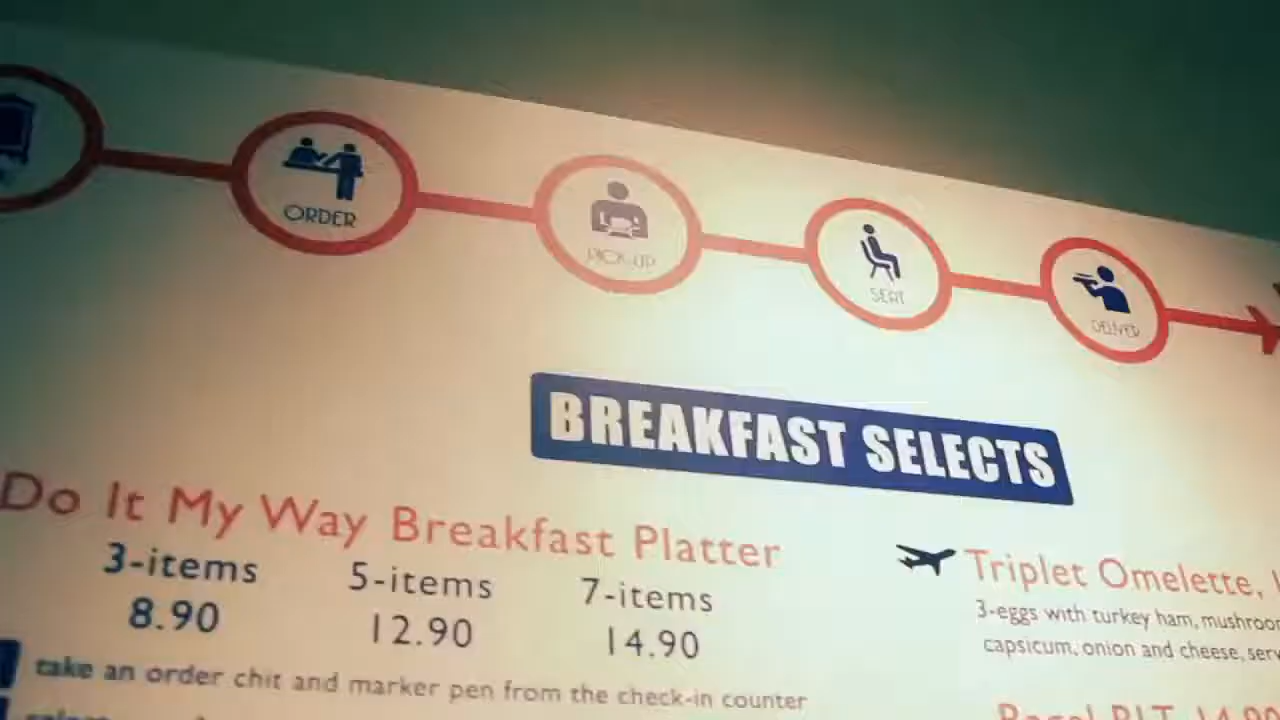 ORDER
PICK-UP
SEAT
DELIVER
BREAKFAST SELECTS
Do It My Way Breakfast Platter
3-items 5-items 7-items
8.90 12.90 14.90
take an order chit and marker pen from the check-in counter
Triplet Omelette,
3-eggs with turkey ham,
capsicum, onion and cheese,